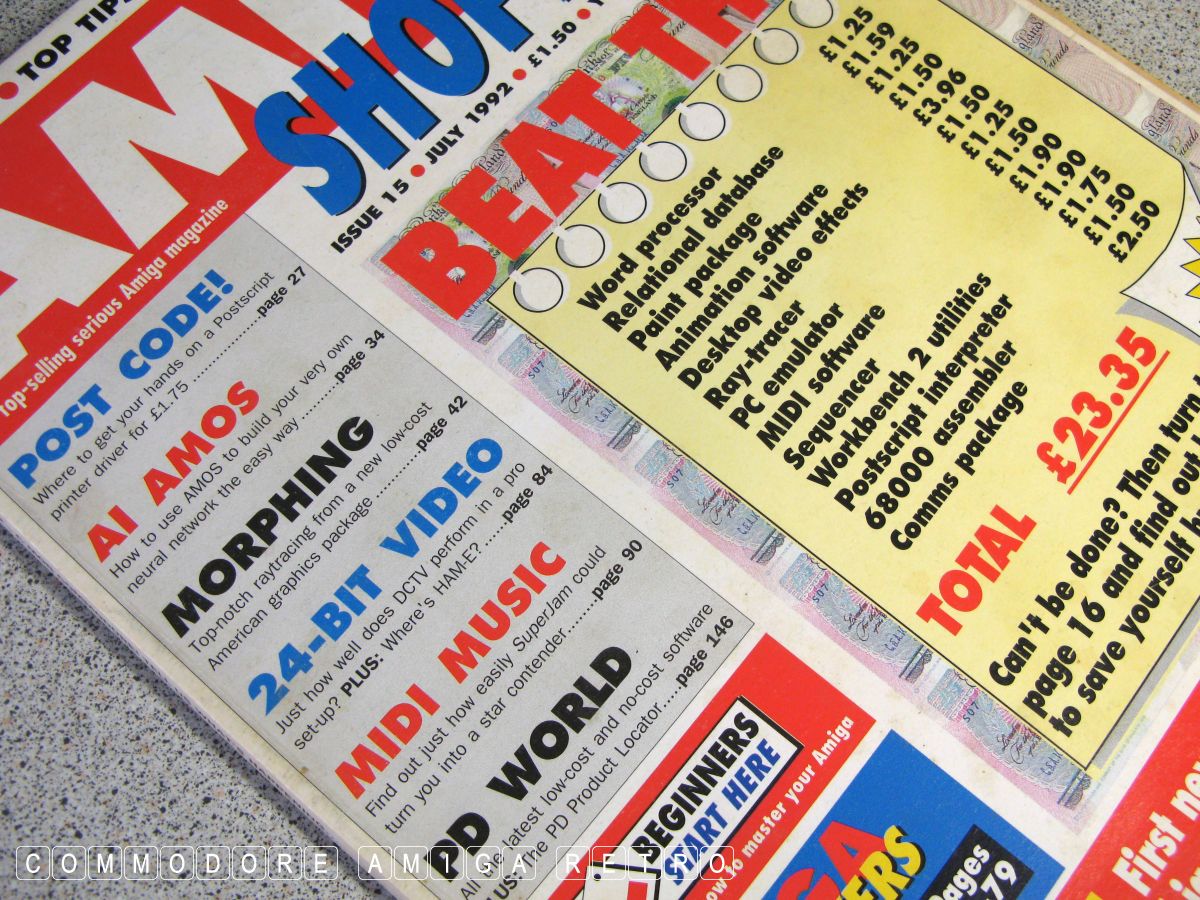 • TOP TIPS
AM
SHOP
ISSUE 15 • JULY 1992 • £1.50 •
Top-selling serious Amiga magazine
POST CODE!
Where to get your hands on a Postscript
printer driver for £1.75 ..............page 27
AI AMOS
How to use AMOS to build your very own
neural network the easy way ........page 34
MORPHING
Top-notch raytracing from a new low-cost
American graphics package ..........page 42
24-BIT VIDEO
Just how well does DCTV perform in a pro
set-up? PLUS: Where's HAM-E? ......page 84
MIDI MUSIC
Find out just how easily SuperJam could
turn you into a star contender........page 90
PD WORLD
All the latest low-cost and no-cost software
PLUS: The PD Product Locator....page 146
BEAT TH
Word processor £1.25
Relational database £1.59
Paint package £1.25
Animation software £1.50
Desktop video effects £3.96
Ray-tracer £1.50
PC emulator £1.25
MIDI software £1.50
Sequencer £1.90
Workbench 2 utilities £1.90
Postscript interpreter £1.75
68000 assembler £1.50
Comms package £2.50
TOTAL £23.35
Can't be done? Then turn
page 16 and find out
to save yourself
BEGINNERS
START HERE
how to master your Amiga
GA
ERS
Pages
79
First
COMMODORE AMIGA RETRO